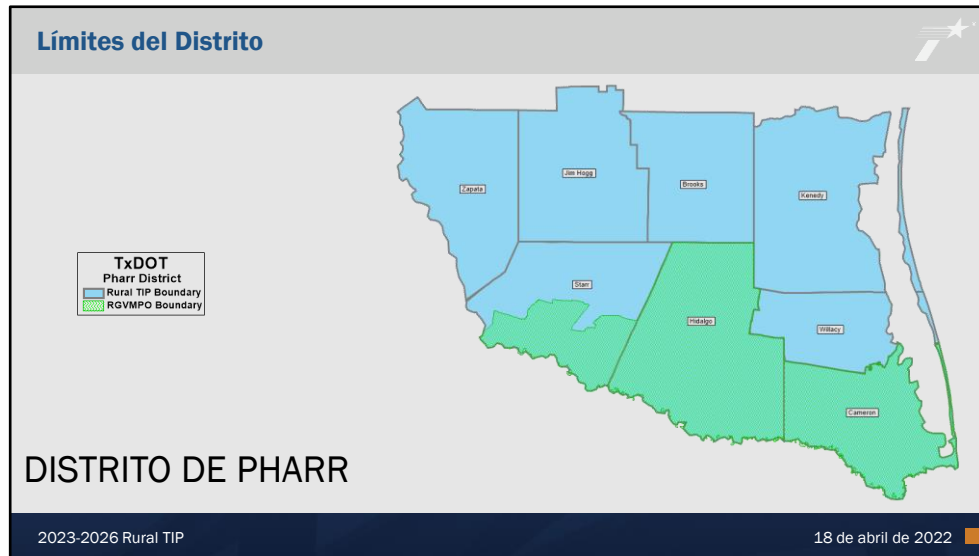 Límites del Distrito
Zapata
Jim Hogg
Brooks
Kenedy
TxDOT
Pharr District
Rural TIP Boundary
RGVMPO Boundary
Starr
Hidalgo
Willacy
Cameron
DISTRITO DE PHARR
2023-2026 Rural TIP
18 de abril de 2022